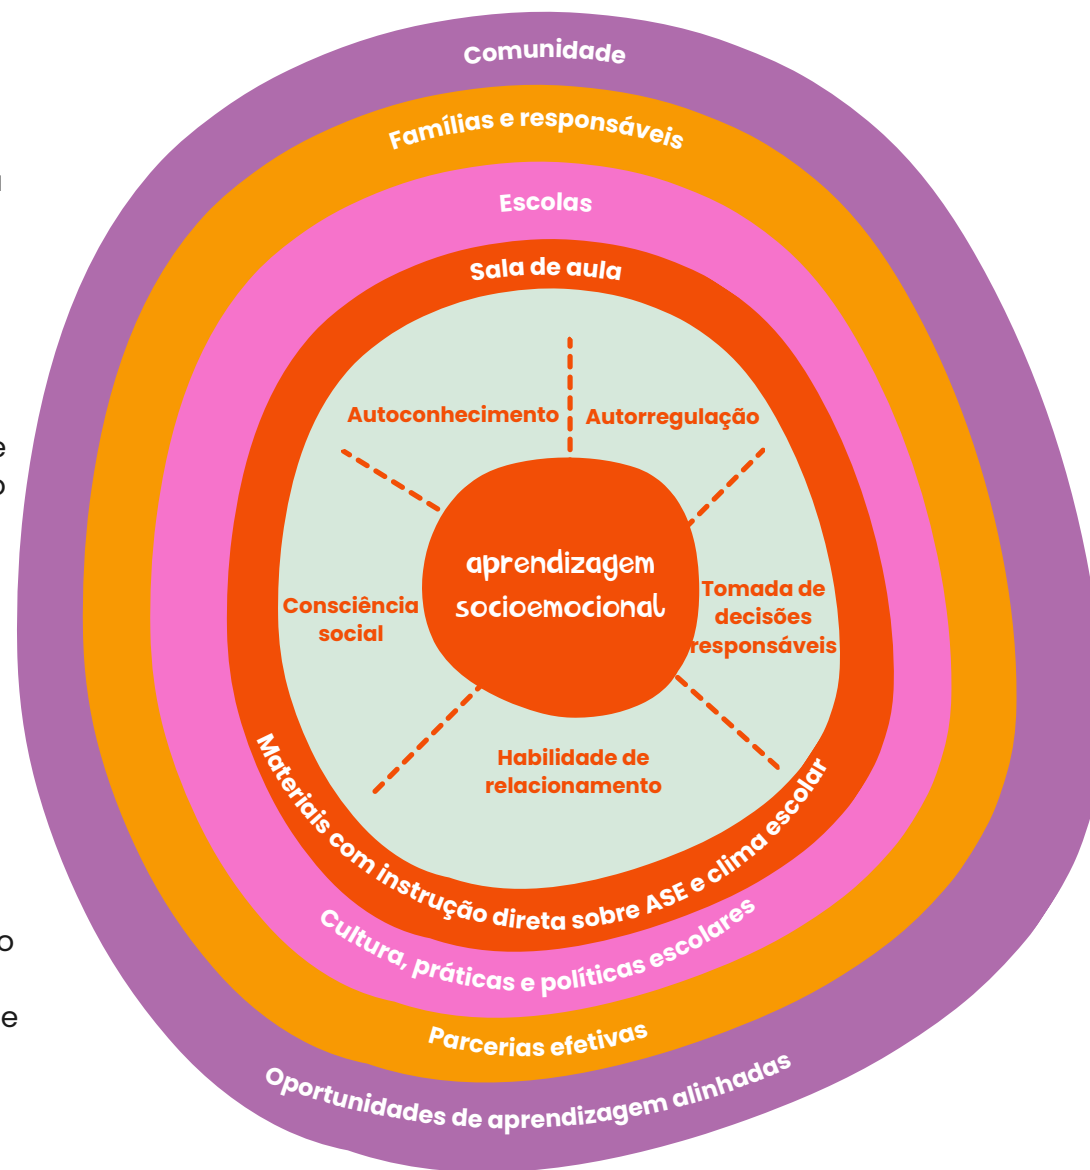 Comunidade
Famílias e responsáveis
Escolas
Sala de aula
Autoconhecimento
Autorregulação
aprendizagem
socioemocional
Consciência
social
Tomada de
decisões
responsáveis
Habilidade de
relacionamento
Materiais com instrução direta sobre ASE e clima escolar
Cultura, práticas e políticas escolares
Parcerias efetivas
Oportunidades de aprendizagem alinhadas